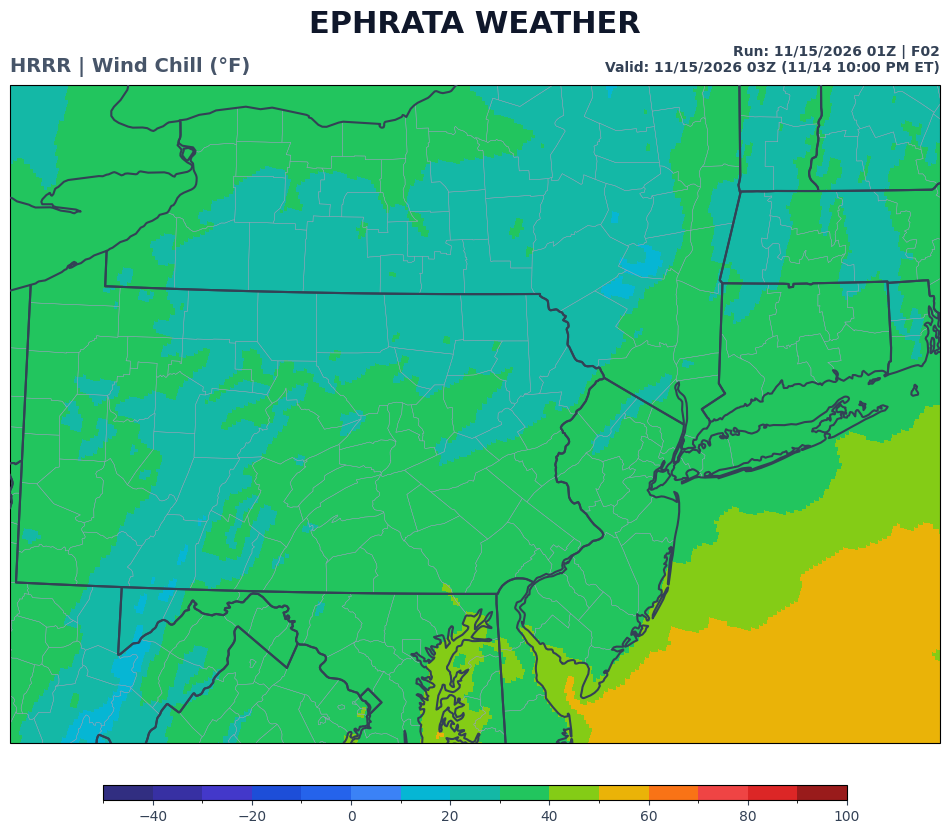 EPHRATA WEATHER
HRRR | Wind Chill (°F)
Run: 11/15/2026 01Z | F02
Valid: 11/15/2026 03Z (11/14 10:00 PM ET)
−40 −20 0 20 40 60 80 100